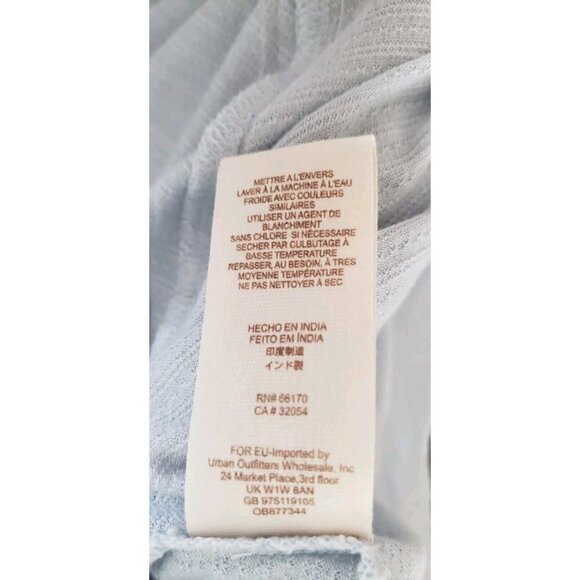 METTRE A L'ENVERS
LAVER À LA MACHINE À L'EAU
FROIDE AVEC COULEURS
SIMILAIRES
UTILISER UN AGENT DE
BLANCHIMENT
SANS CHLORE SI NÉCESSAIRE
SECHER PAR CULBUTAGE À
BASSE TEMPERATURE
REPASSER, AU BESOIN, À TRES
MOYENNE TEMPÉRATURE
NE PAS NETTOYER À SEC
HECHO EN INDIA
FEITO EM ÍNDIA
印度制造
インド製
RN# 66170
CA # 32054
FOR EU-Imported by
Urban Outfitters Wholesale, Inc
24 Market Place,3rd floor
UK W1W 8AN
GB 975119105
OB877344